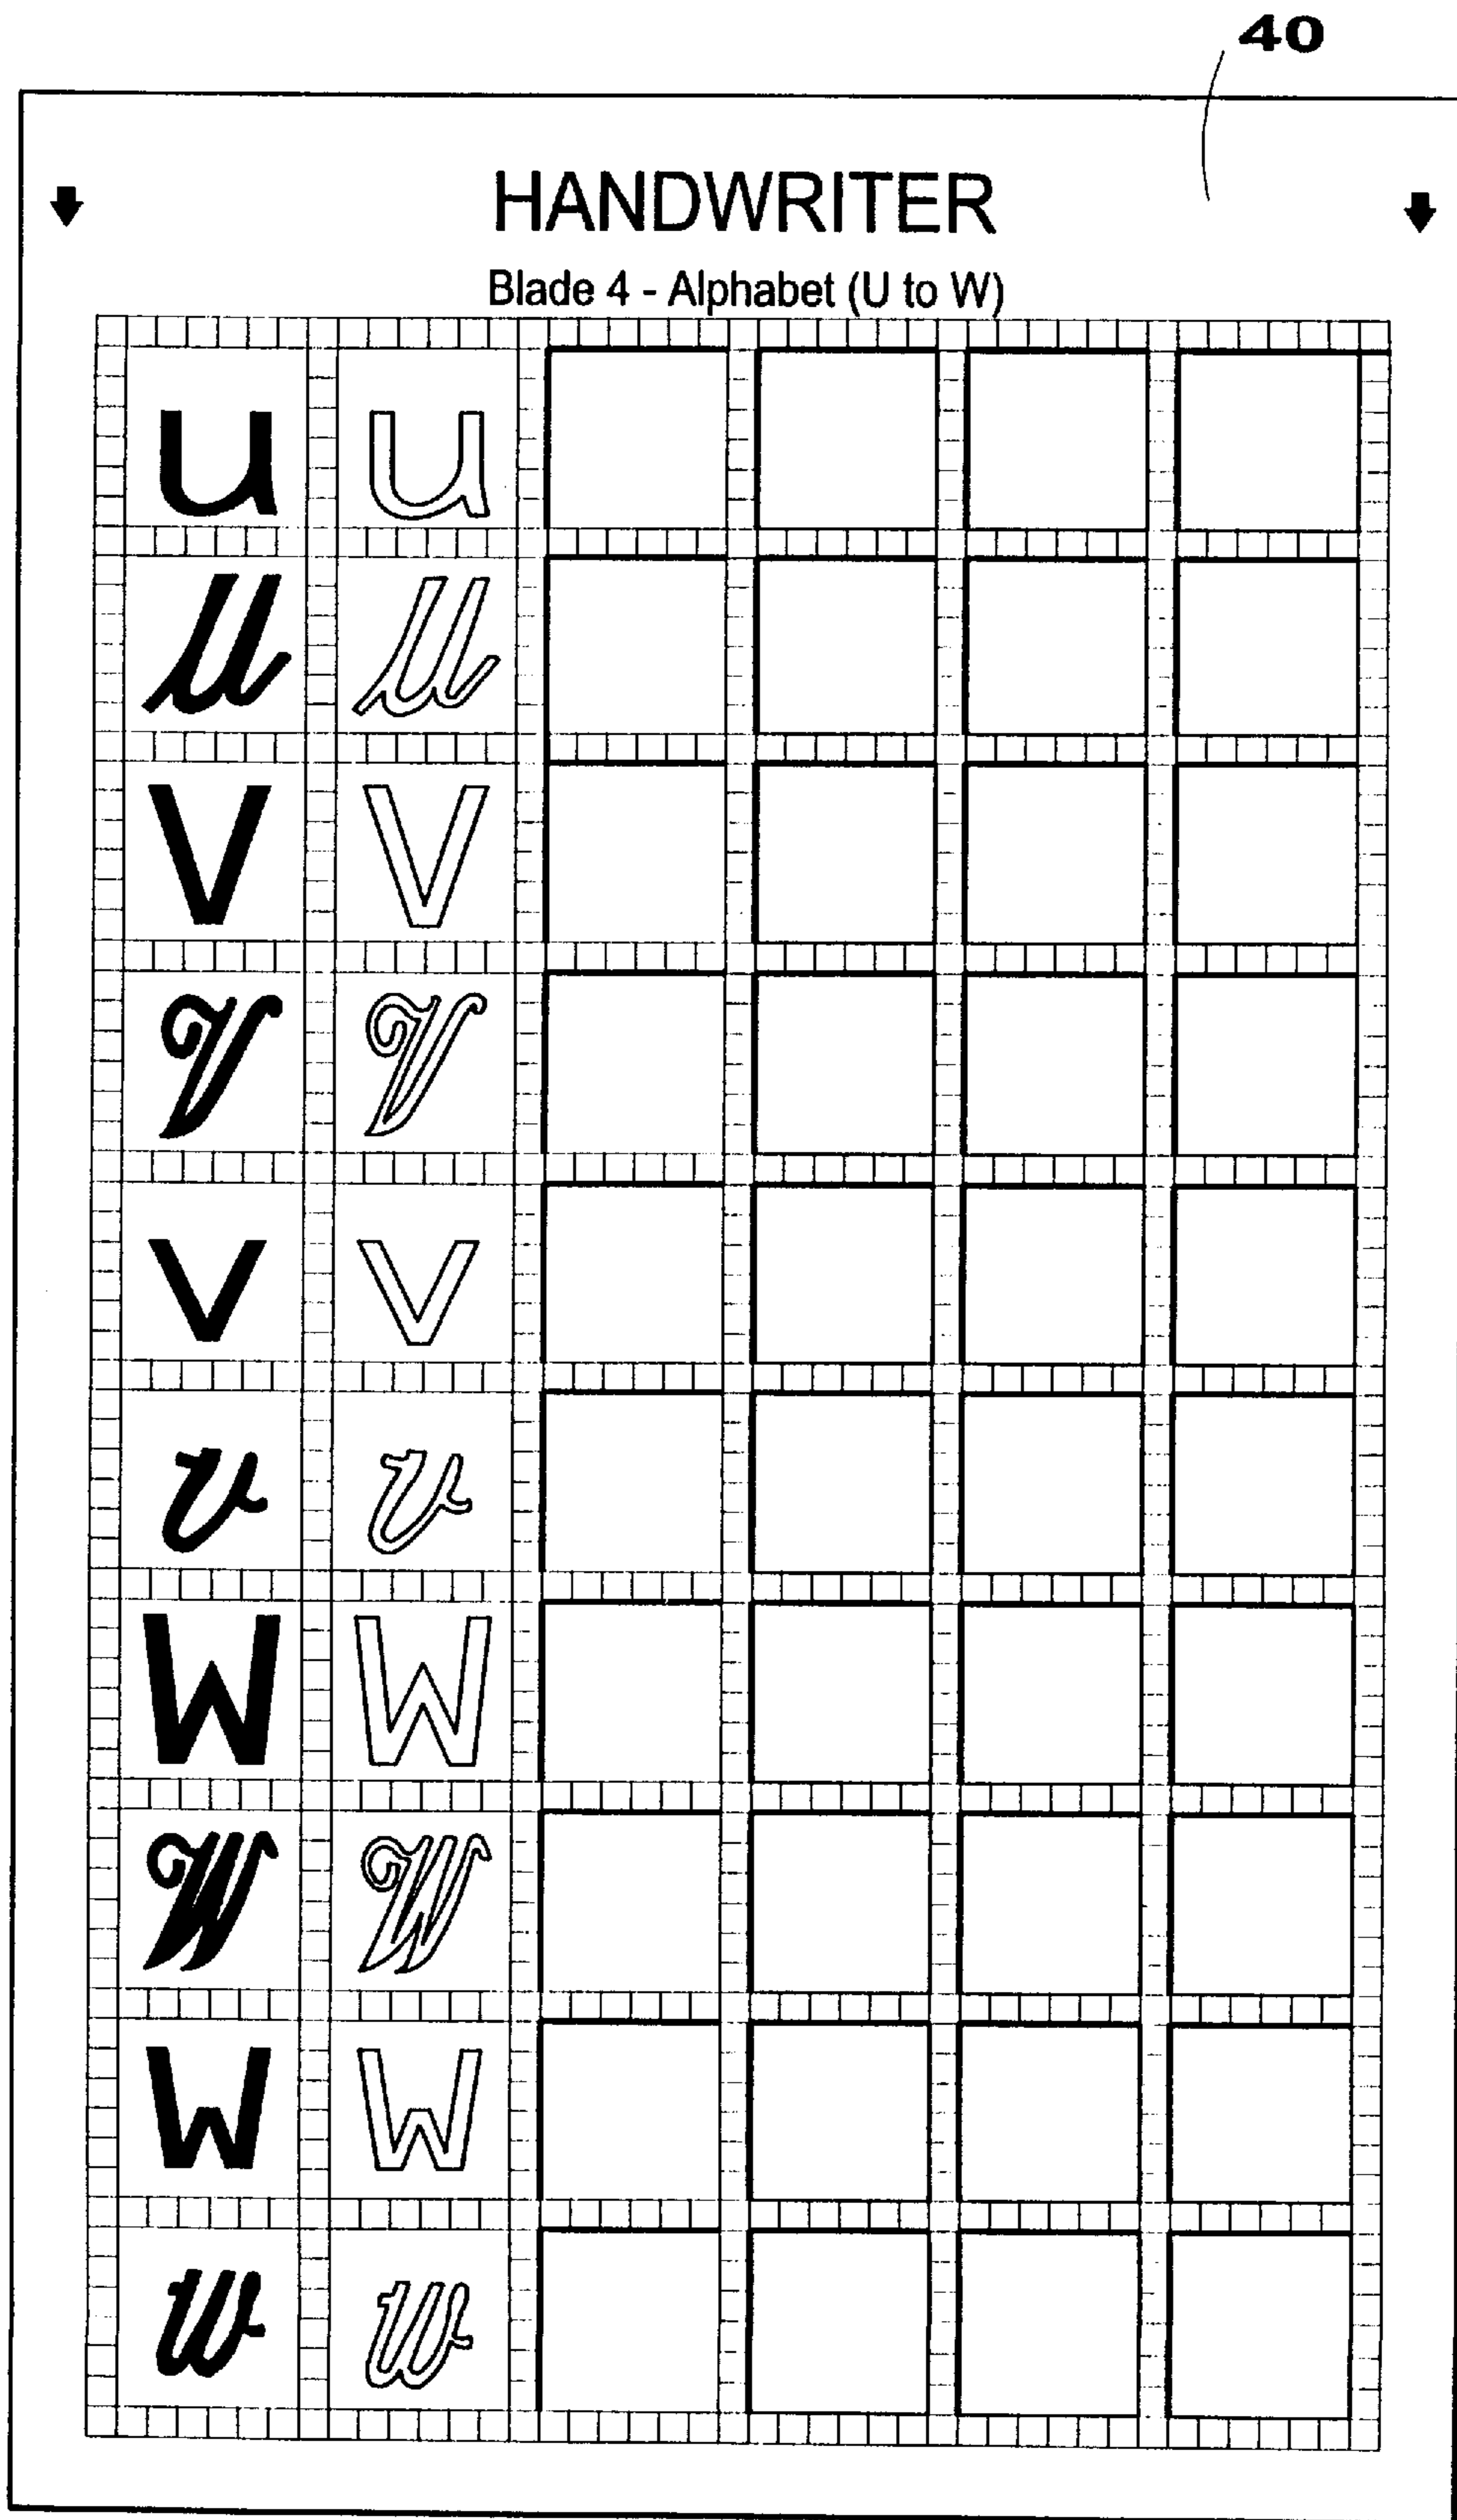 40
HANDWRITER
Blade 4 - Alphabet (U to W)
u u
u u
V V
V V
v v
v v
W W
W W
w w
w w